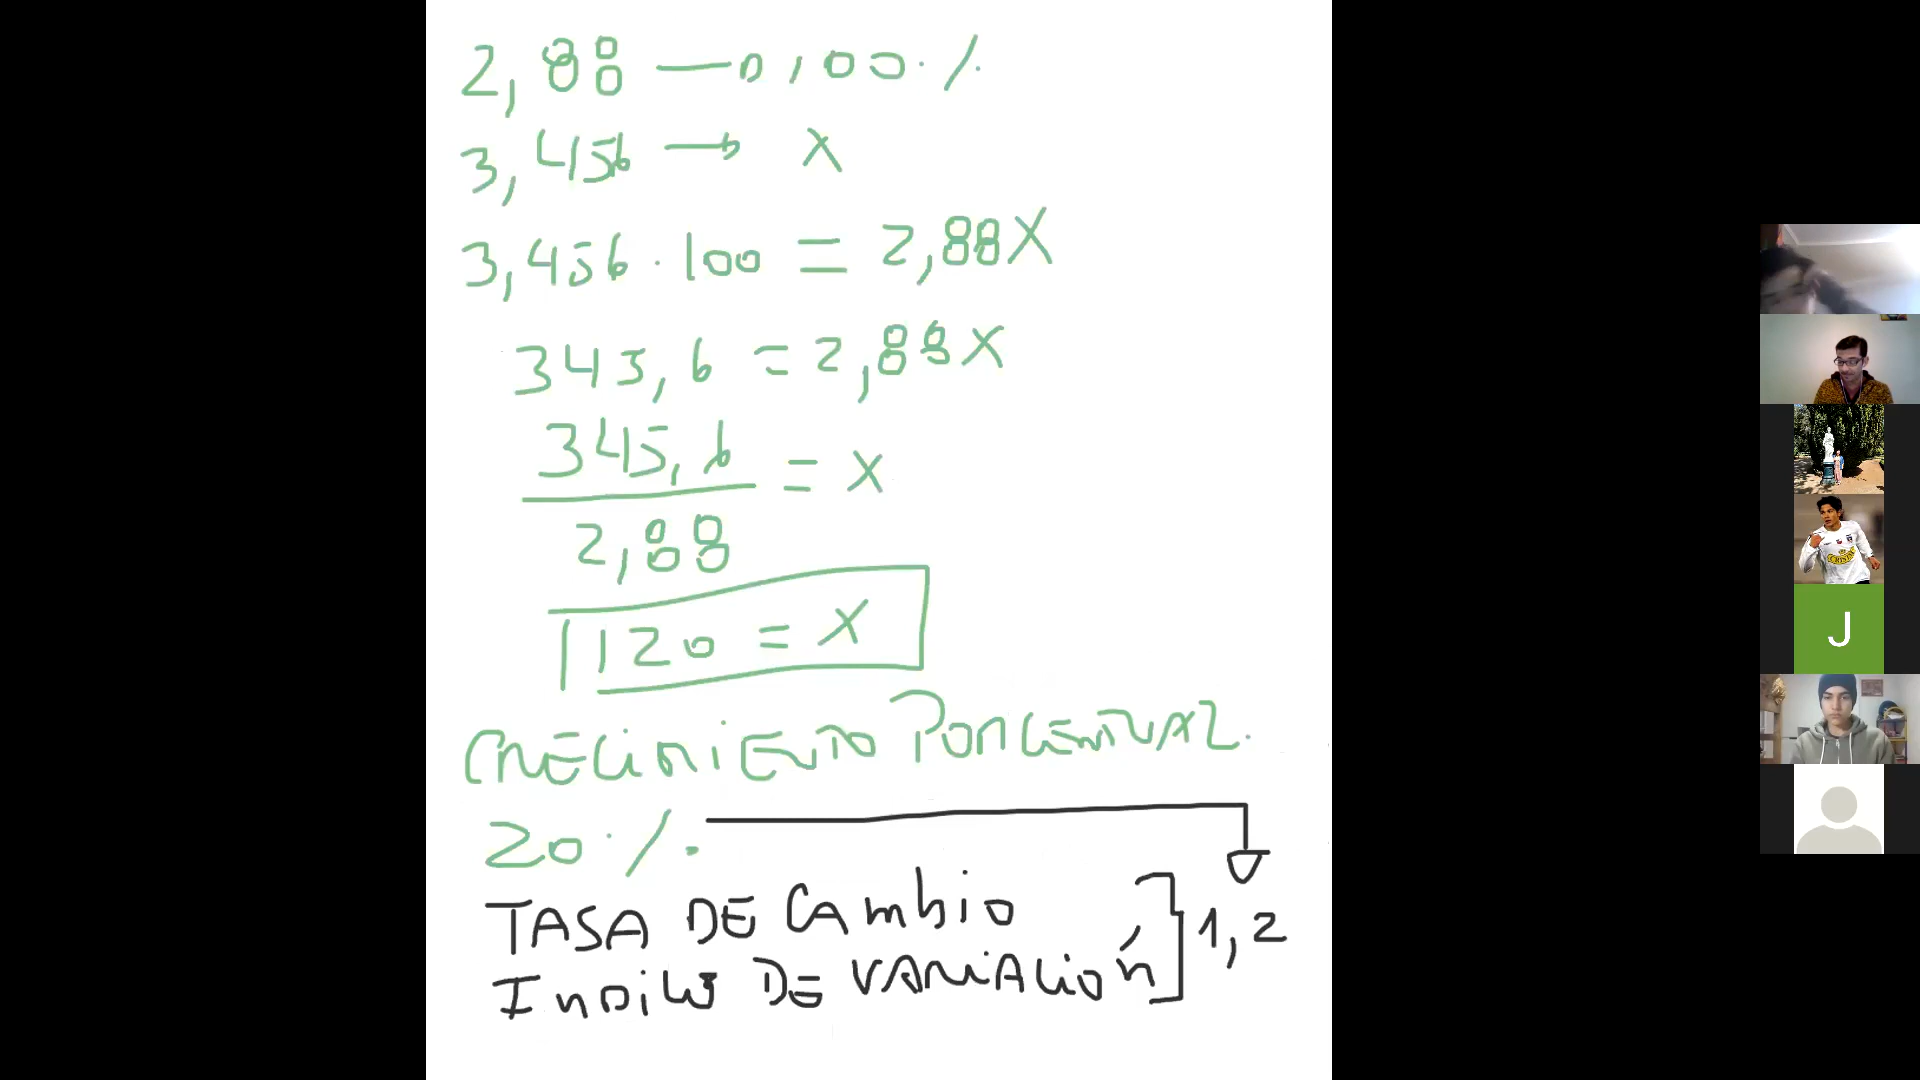 2,88 → 100%
3,456 → X
3,456 · 100 = 2,88X
345,6 = 2,88X
345,6 = X
2,88
120 = X
CRECIMIENTO PORCENTUAL.
20%
TASA DE CAMBIO
INDICE DE VARIACIÓN
1,2
CRISTAL
J